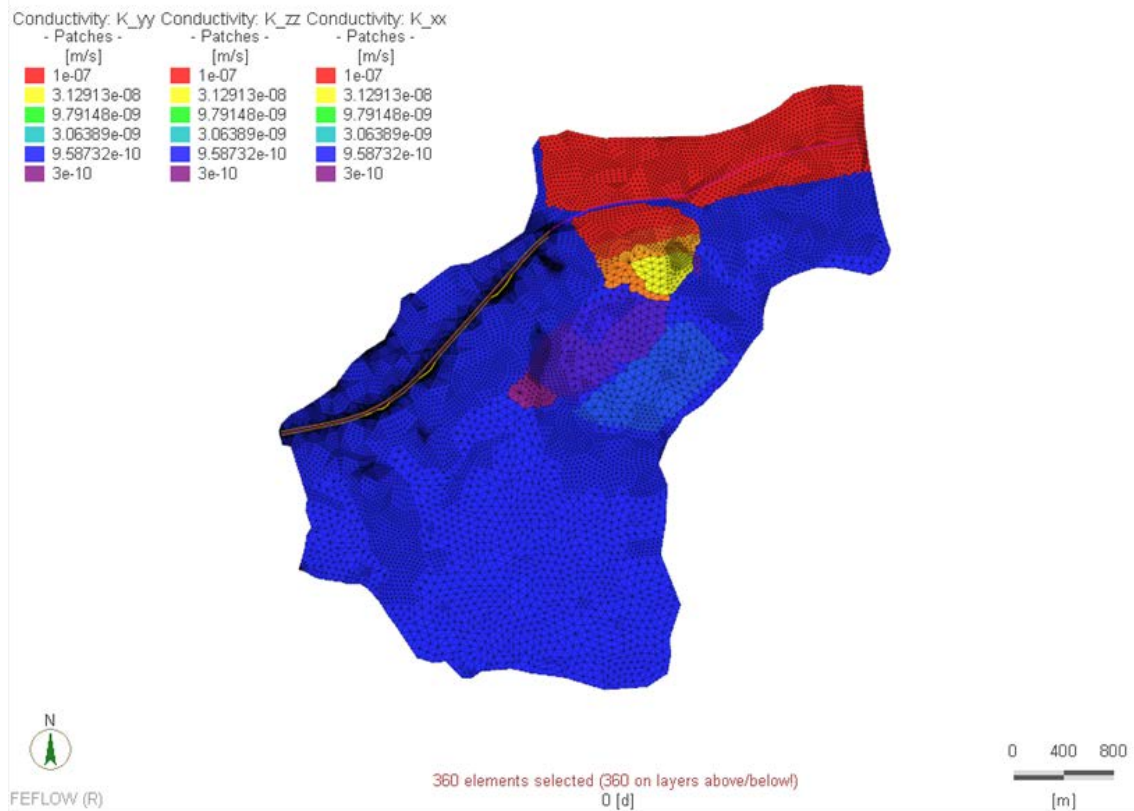 Conductivity: K_yy Conductivity: K_zz Conductivity: K_xx
- Patches - - Patches - - Patches -
[m/s] [m/s] [m/s]
1e-07 1e-07 1e-07
3.12913e-08 3.12913e-08 3.12913e-08
9.79148e-09 9.79148e-09 9.79148e-09
3.06389e-09 3.06389e-09 3.06389e-09
9.58732e-10 9.58732e-10 9.58732e-10
3e-10 3e-10 3e-10
N
0 400 800
360 elements selected (360 on layers above/below!)
FEFLOW (R) 0 [d] [m]